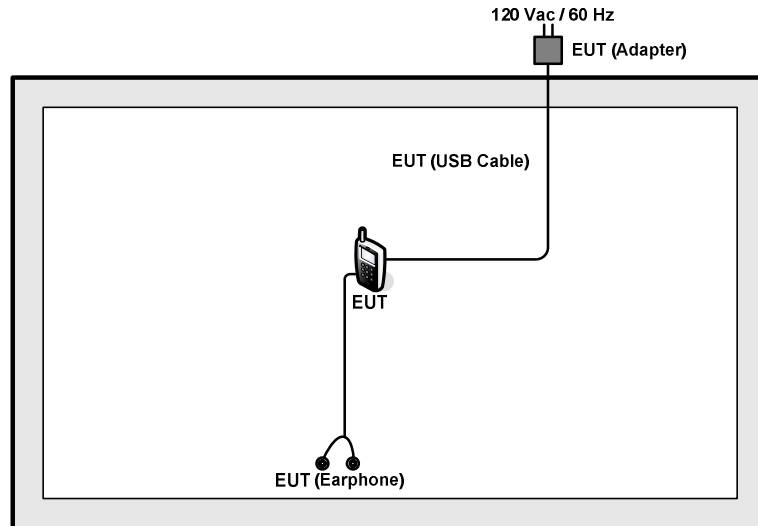 120 Vac / 60 Hz
EUT (Adapter)
EUT (USB Cable)
EUT
EUT (Earphone)